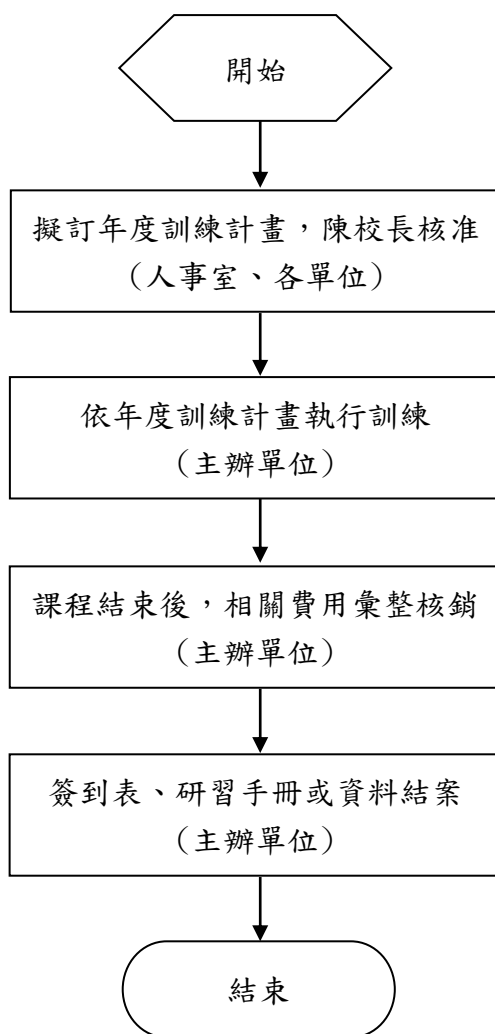 開始
擬訂年度訓練計畫，陳校長核准
（人事室、各單位）
依年度訓練計畫執行訓練
（主辦單位）
課程結束後，相關費用彙整核銷
（主辦單位）
簽到表、研習手冊或資料結案
（主辦單位）
結束